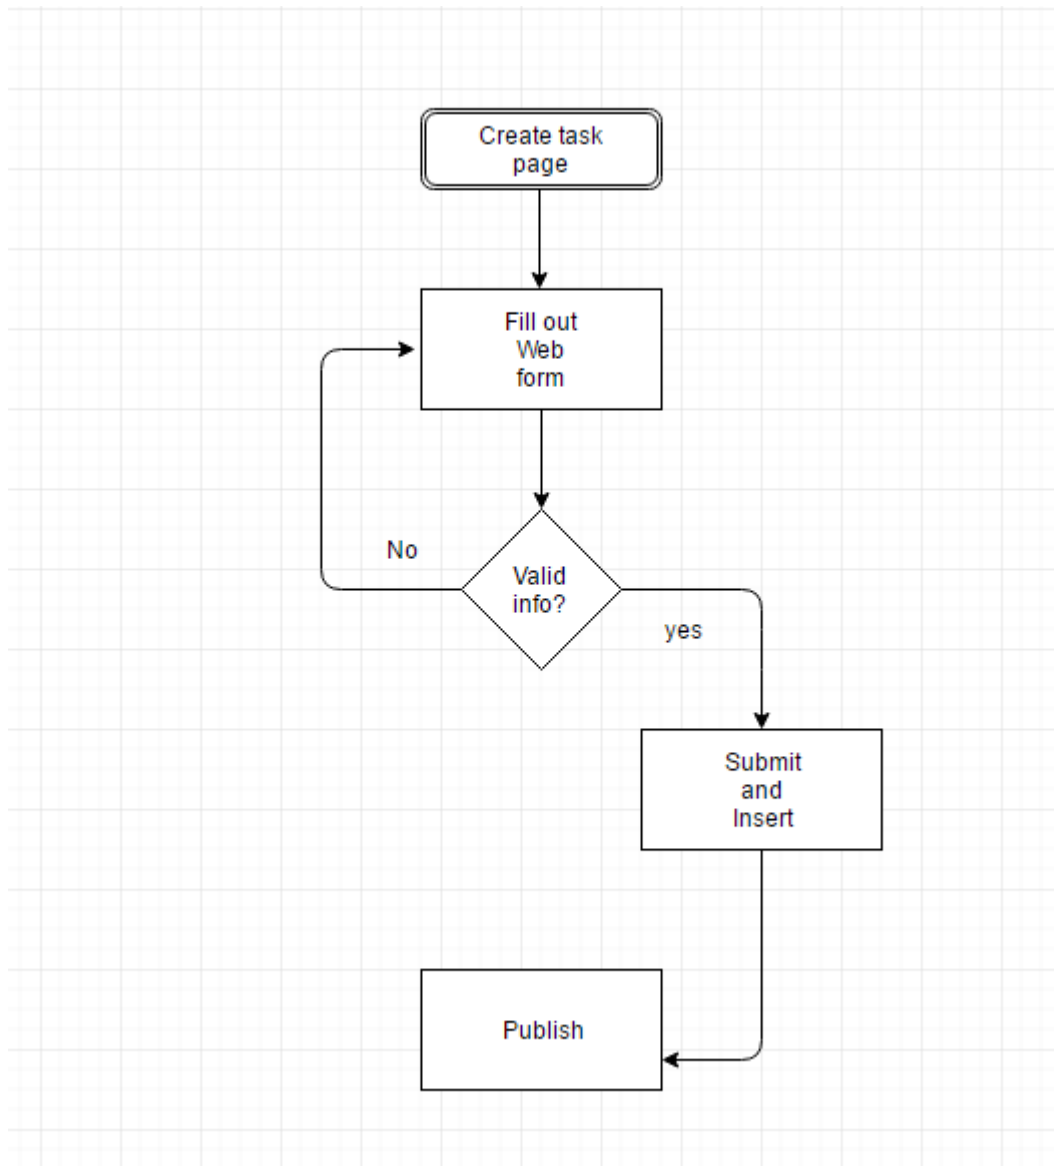 Create task
page
Fill out
Web
form
No
Valid
info?
yes
Submit
and
Insert
Publish